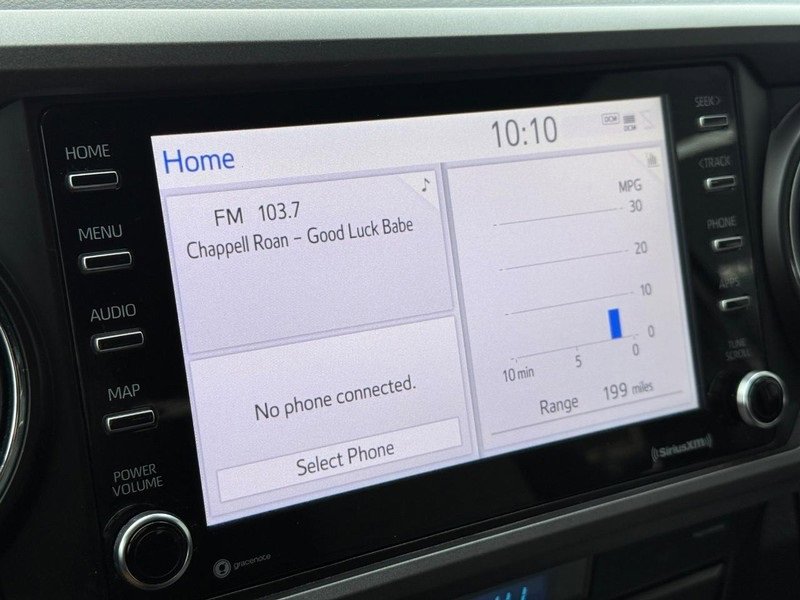 HOME
MENU
AUDIO
MAP
POWER
VOLUME
Home
10:10
DCM
DCM
FM 103.7
Chappell Roan – Good Luck Babe
No phone connected.
Select Phone
MPG
30
20
10
0
10 min 5 0
Range 199 miles
SEEK>
<TRACK
PHONE
APPS
TUNE
SCROLL
gracenote
SiriusXM